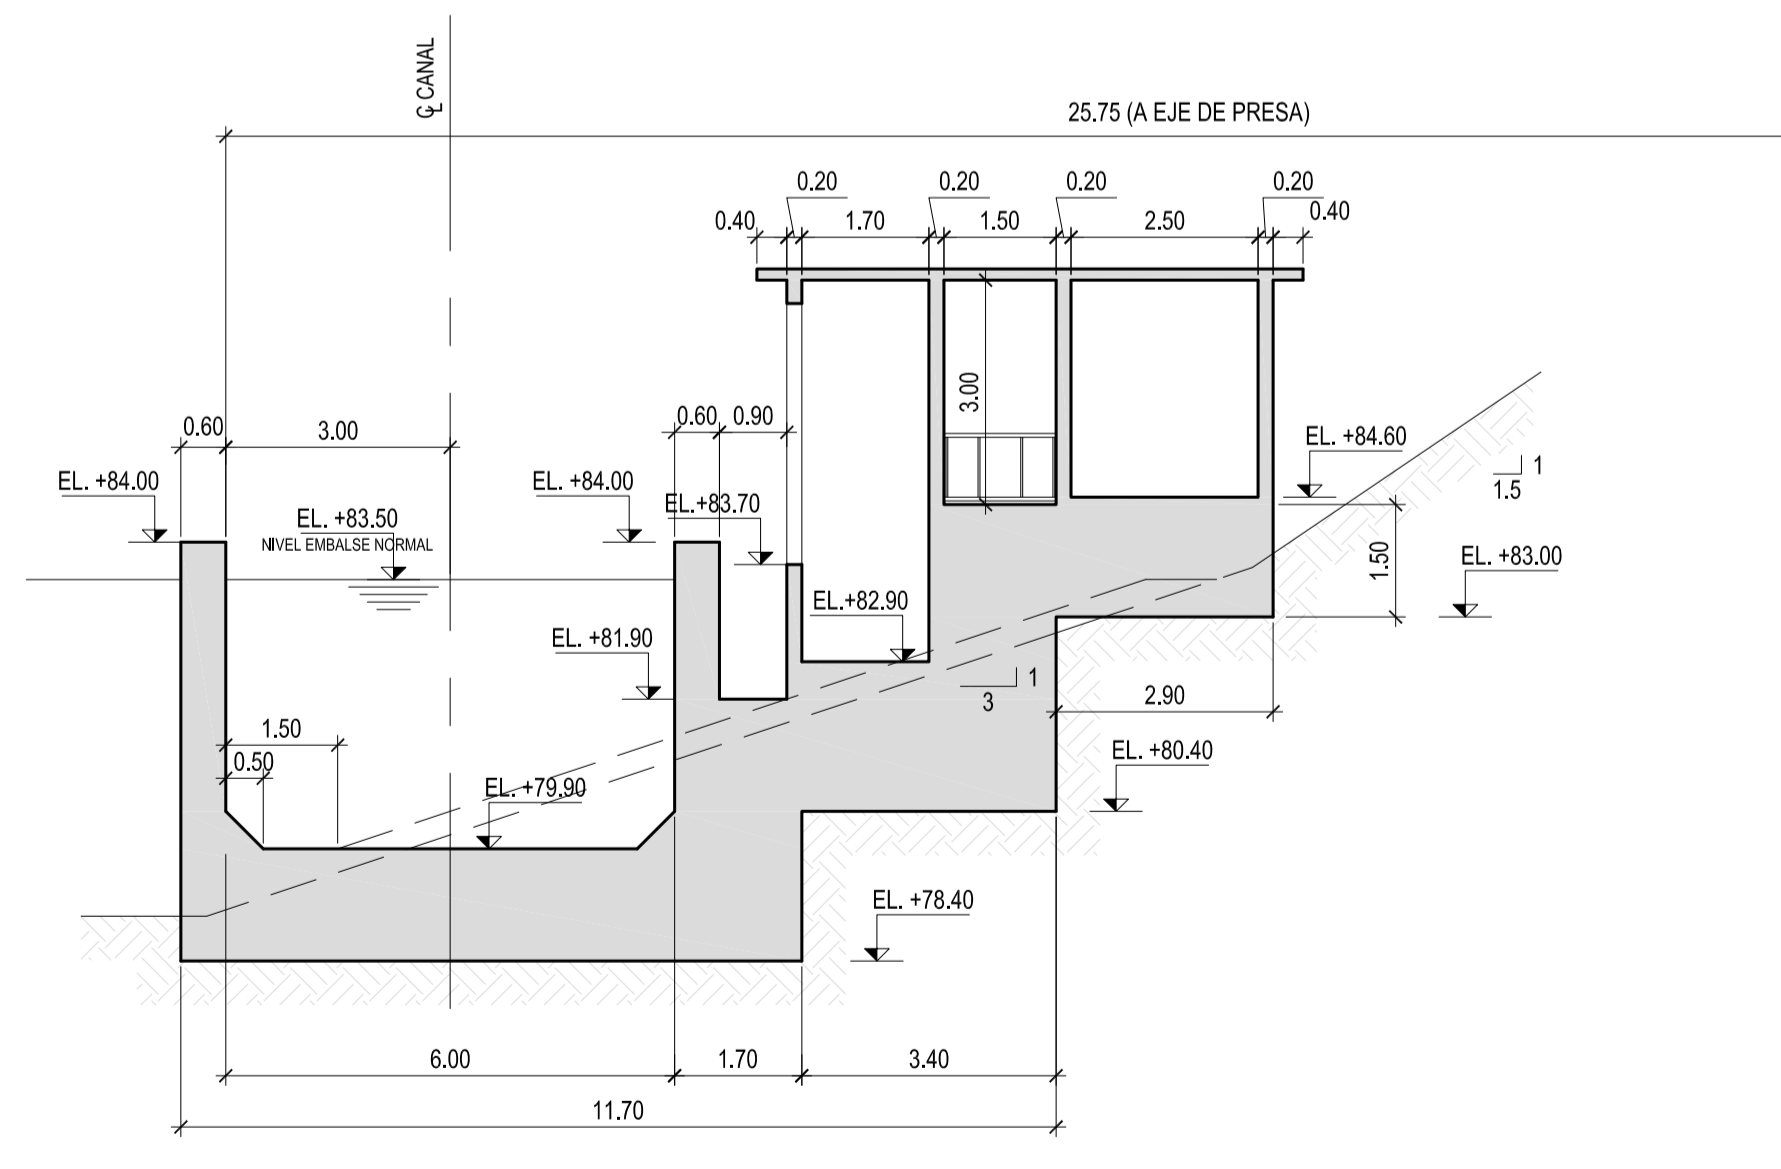 ℄ CANAL
25.75 (A EJE DE PRESA)
0.20
0.20
0.20
0.20
0.40
1.70
1.50
2.50
0.40
3.00
0.60
3.00
0.60
0.90
EL. +84.60
1
1.5
EL. +84.00
EL. +84.00
EL.+83.70
EL. +83.50
NIVEL EMBALSE NORMAL
1.50
EL. +83.00
EL.+82.90
EL. +81.90
1
3
2.90
1.50
0.50
EL. +79.90
EL. +80.40
EL. +78.40
6.00
1.70
3.40
11.70